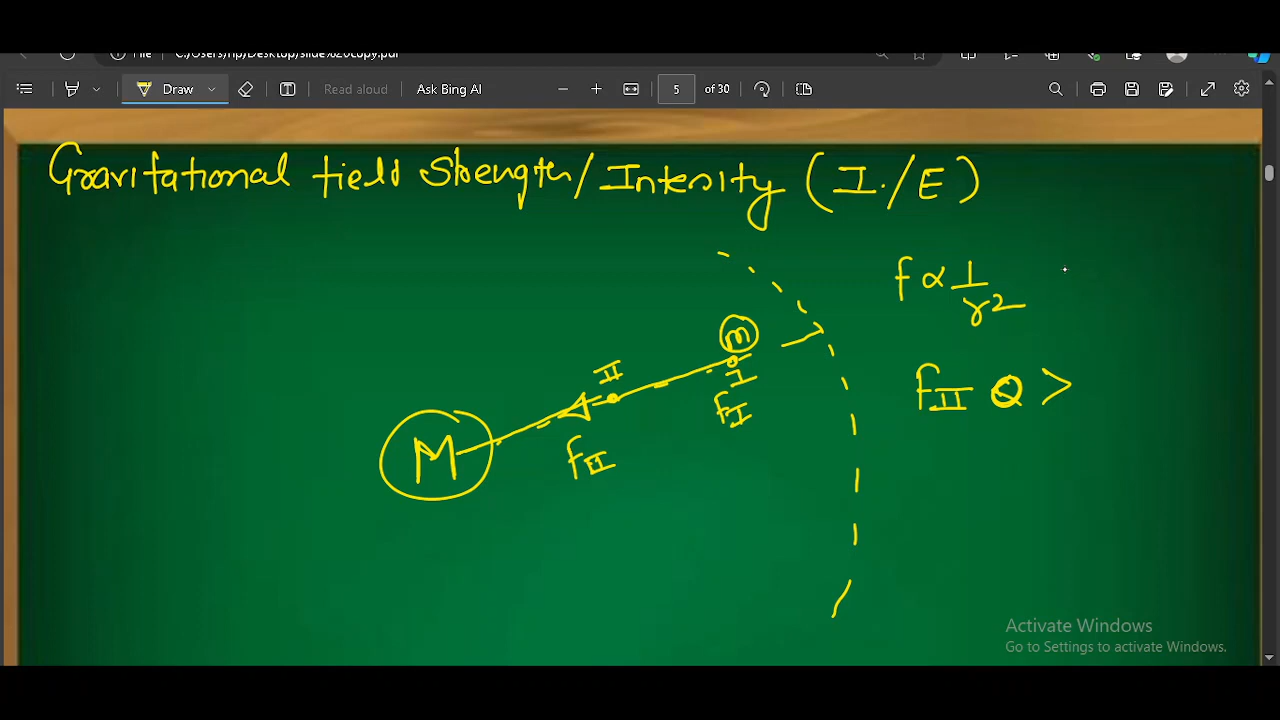 File C:/Users/hp/Desktop/slide%20copy.pdf
Draw Read aloud Ask Bing AI 5 of 30
Gravitational field Strength/Intensity (I./E)
f ∝ 1/r2
m
II
I
fI
fII >
M
fII
Activate Windows
Go to Settings to activate Windows.